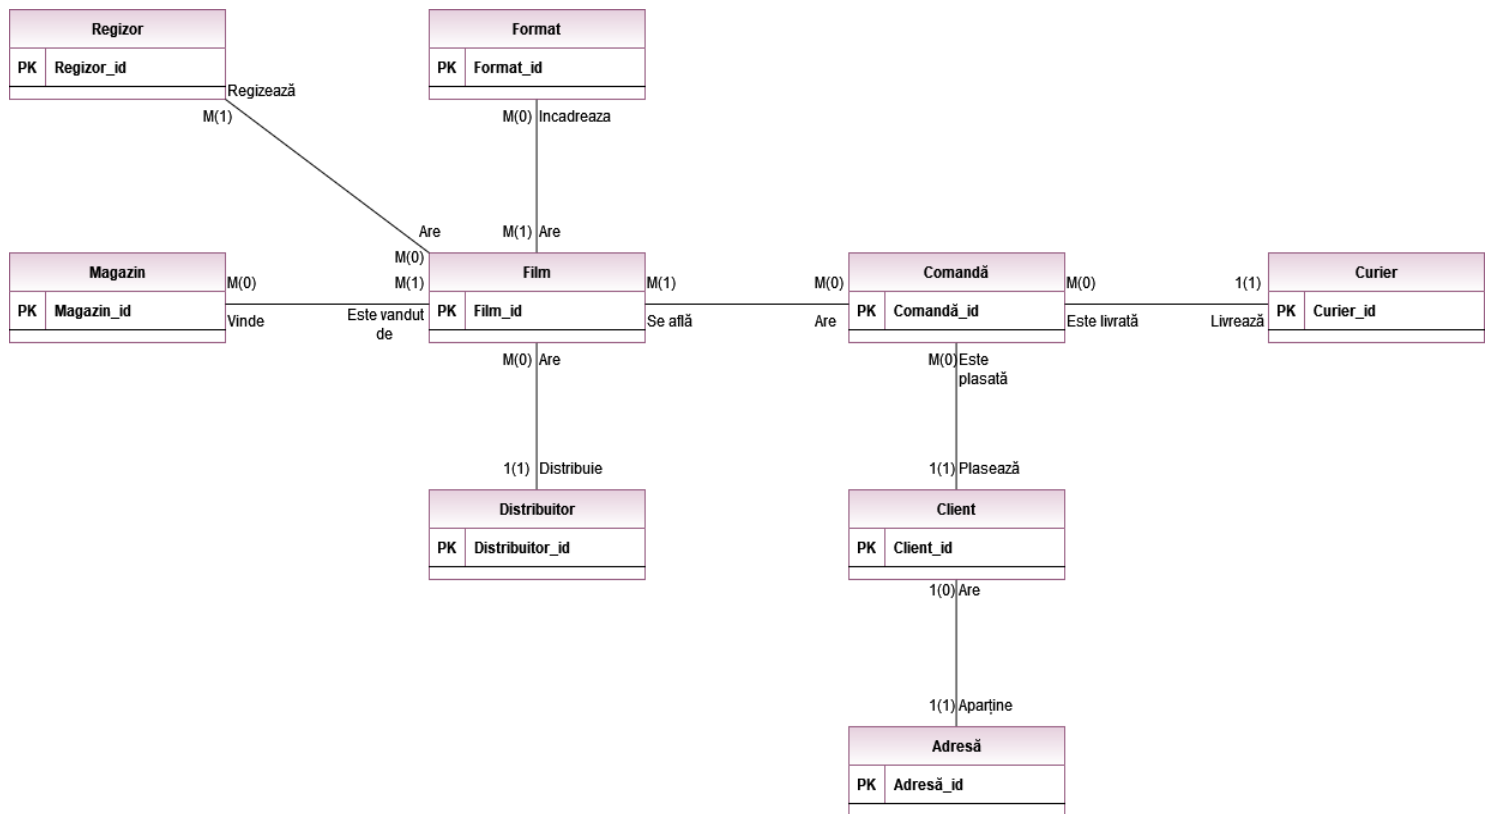 Regizor
PK Regizor_id
Format
PK Format_id
Regizează
M(1)
M(0) Incadreaza
Are
M(0)
M(1) Are
Magazin
PK Magazin_id
M(0)
Vinde
M(1)
Este vandut
de
Film
PK Film_id
M(1)
Se află
M(0)
Are
Comandă
PK Comandă_id
M(0)
Este livrată
1(1)
Livrează
Curier
PK Curier_id
M(0) Are
M(0) Este
plasată
1(1) Distribuie
1(1) Plasează
Distribuitor
PK Distribuitor_id
Client
PK Client_id
1(0) Are
1(1) Aparține
Adresă
PK Adresă_id